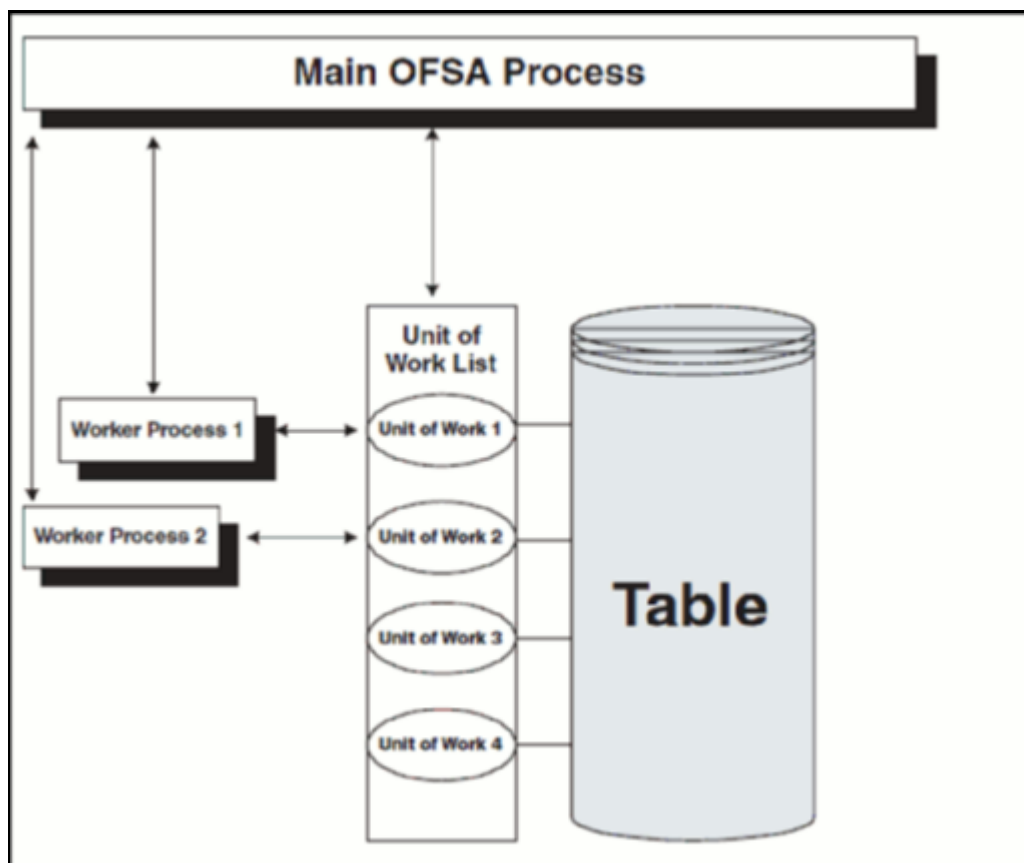 Main OFSA Process
Unit of
Work List
Worker Process 1
Unit of Work 1
Worker Process 2
Unit of Work 2
Unit of Work 3
Unit of Work 4
Table